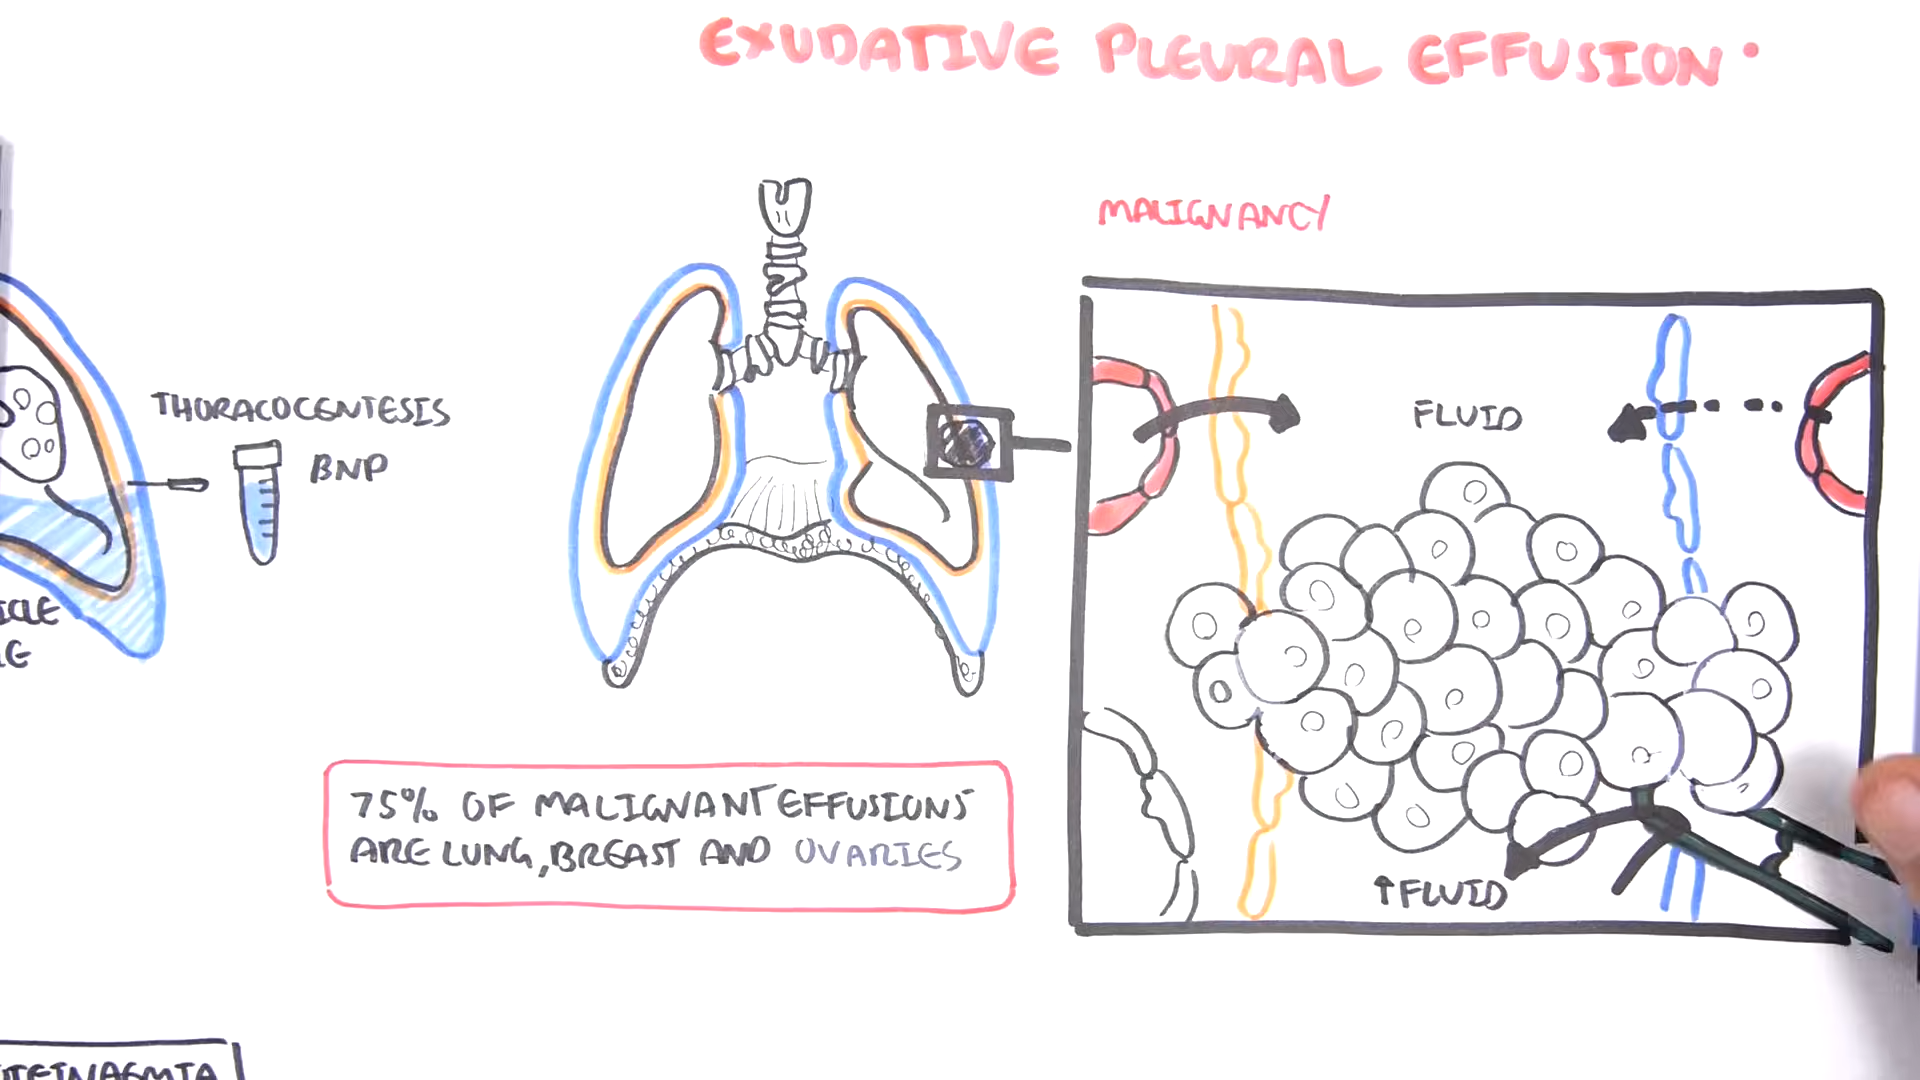 EXUDATIVE PLEURAL EFFUSION
MALIGNANCY
THORACOCENTESIS
BNP
FLUID
75% OF MALIGNANT EFFUSIONS
ARE LUNG, BREAST AND OVARIES
↑FLUID